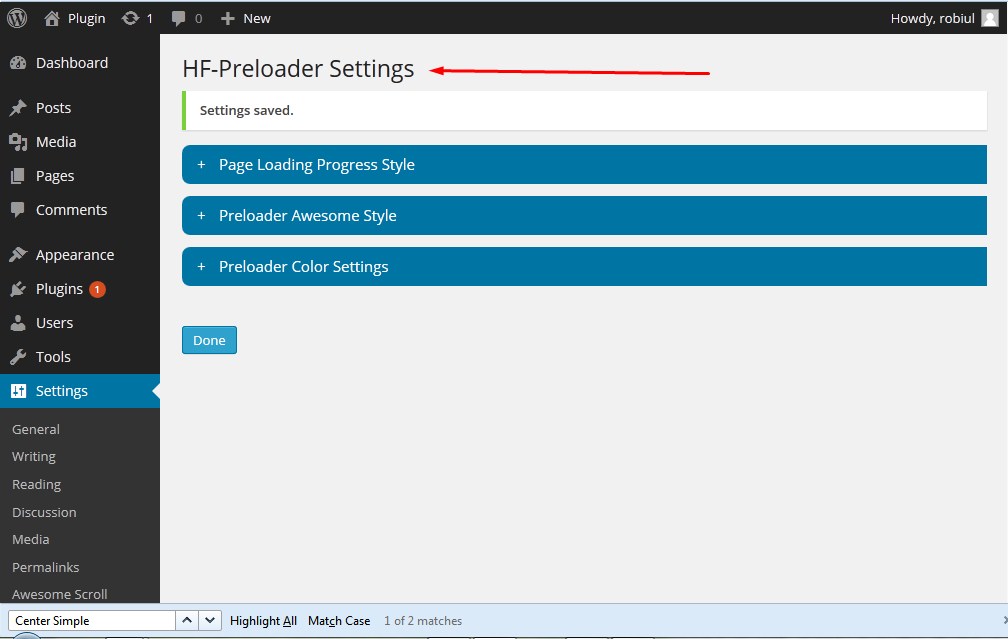 Plugin 1 0 + New Howdy, robiul
Dashboard
Posts
Media
Pages
Comments
Appearance
Plugins 1
Users
Tools
Settings
General
Writing
Reading
Discussion
Media
Permalinks
Awesome Scroll
HF-Preloader Settings
Settings saved.
+ Page Loading Progress Style
+ Preloader Awesome Style
+ Preloader Color Settings
Done
Center Simple Highlight All Match Case 1 of 2 matches